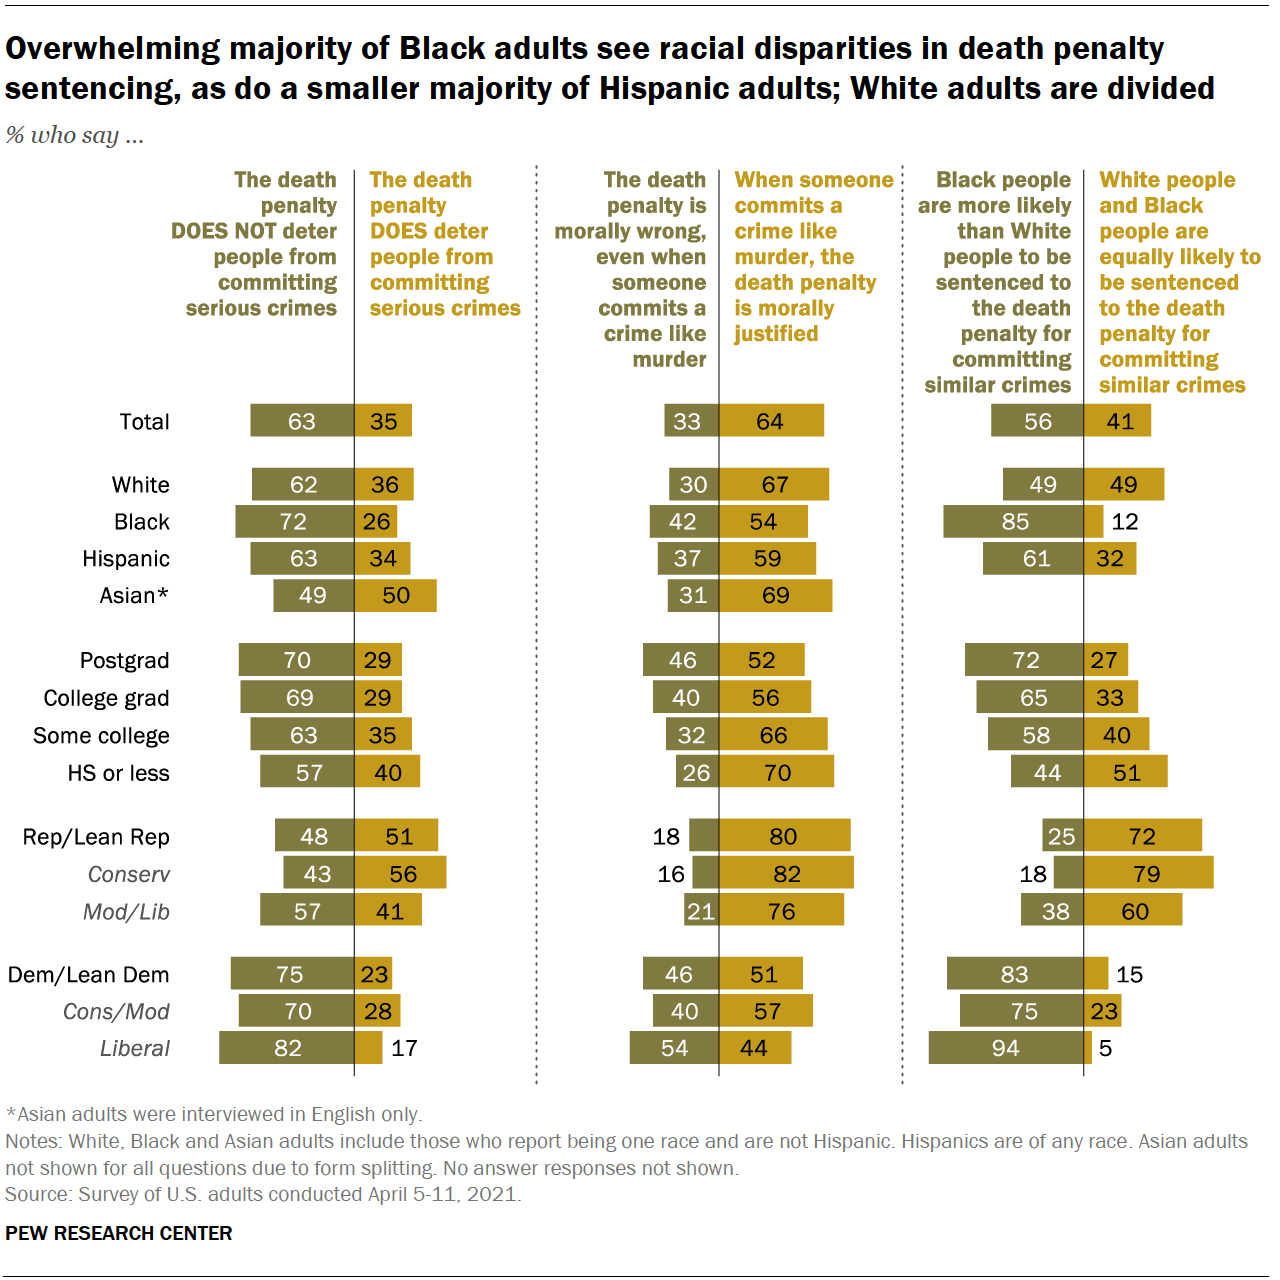 Overwhelming majority of Black adults see racial disparities in death penalty
sentencing, as do a smaller majority of Hispanic adults; White adults are divided
% who say ...
The death
penalty
DOES NOT deter
people from
committing
serious crimes
The death
penalty
DOES deter
people from
committing
serious crimes
The death
penalty is
morally wrong,
even when
someone
commits a
crime like
murder
When someone
commits a
crime like
murder, the
death penalty
is morally
justified
Black people
are more likely
than White
people to be
sentenced to
the death
penalty for
committing
similar crimes
White people
and Black
people are
equally likely to
be sentenced
to the death
penalty for
committing
similar crimes
Total 63 35 33 64 56 41
White 62 36 30 67 49 49
Black 72 26 42 54 85 12
Hispanic 63 34 37 59 61 32
Asian* 49 50 31 69
Postgrad 70 29 46 52 72 27
College grad 69 29 40 56 65 33
Some college 63 35 32 66 58 40
HS or less 57 40 26 70 44 51
Rep/Lean Rep 48 51 18 80 25 72
Conserv 43 56 16 82 18 79
Mod/Lib 57 41 21 76 38 60
Dem/Lean Dem 75 23 46 51 83 15
Cons/Mod 70 28 40 57 75 23
Liberal 82 17 54 44 94 5
*Asian adults were interviewed in English only.
Notes: White, Black and Asian adults include those who report being one race and are not Hispanic. Hispanics are of any race. Asian adults
not shown for all questions due to form splitting. No answer responses not shown.
Source: Survey of U.S. adults conducted April 5-11, 2021.
PEW RESEARCH CENTER